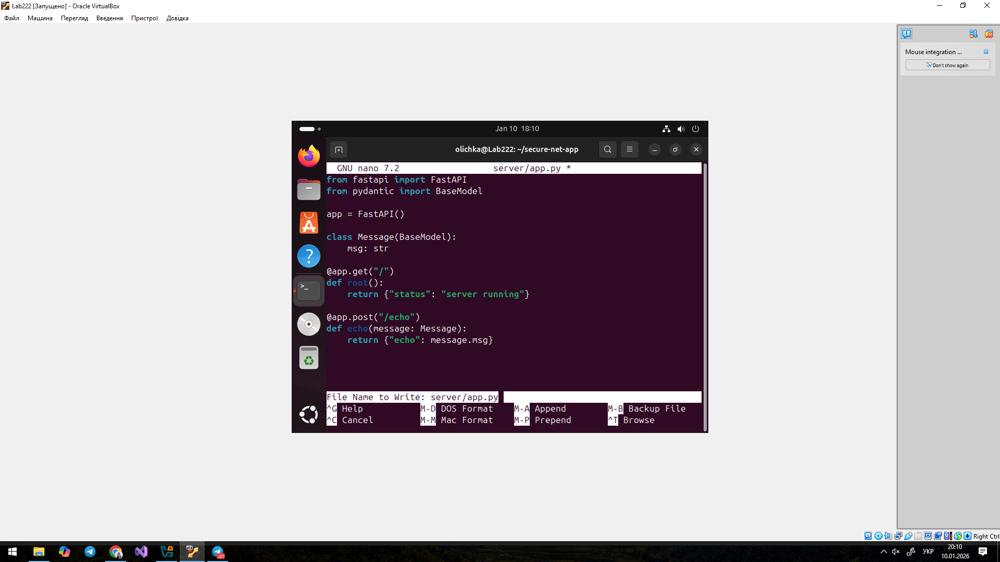 Lab222 [Запущено] - Oracle VirtualBox
Файл Машина Перегляд Введення Пристрої Довідка
Mouse integration ...
Don't show again
Jan 10 18:10
olichka@Lab222: ~/secure-net-app
GNU nano 7.2 server/app.py *
from fastapi import FastAPI
from pydantic import BaseModel
app = FastAPI()
class Message(BaseModel):
    msg: str
@app.get("/")
def root():
    return {"status": "server running"}
@app.post("/echo")
def echo(message: Message):
    return {"echo": message.msg}
File Name to Write: server/app.py
^G Help M-D DOS Format M-A Append M-B Backup File
^C Cancel M-M Mac Format M-P Prepend ^T Browse
Right Ctrl
УКР
20:10
10.01.2026